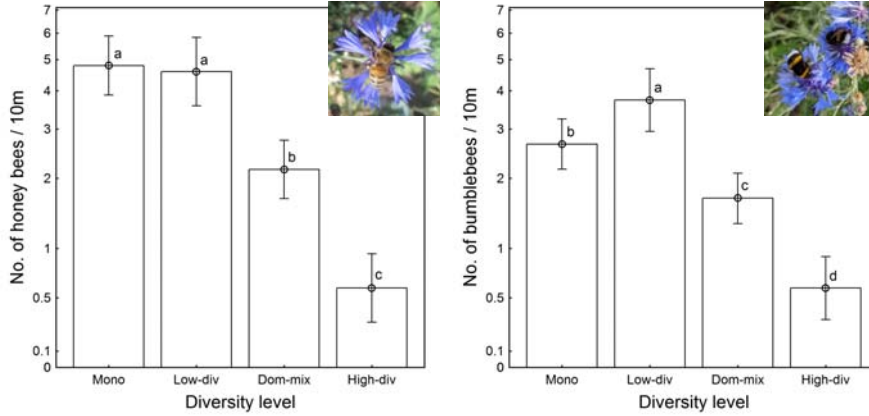 No. of honey bees / 10m
7
6
5
4
3
2
1
0.5
0.1
0
a
a
b
c
Mono Low-div Dom-mix High-div
Diversity level
No. of bumblebees / 10m
7
6
5
4
3
2
1
0.5
0.1
0
b
a
c
d
Mono Low-div Dom-mix High-div
Diversity level